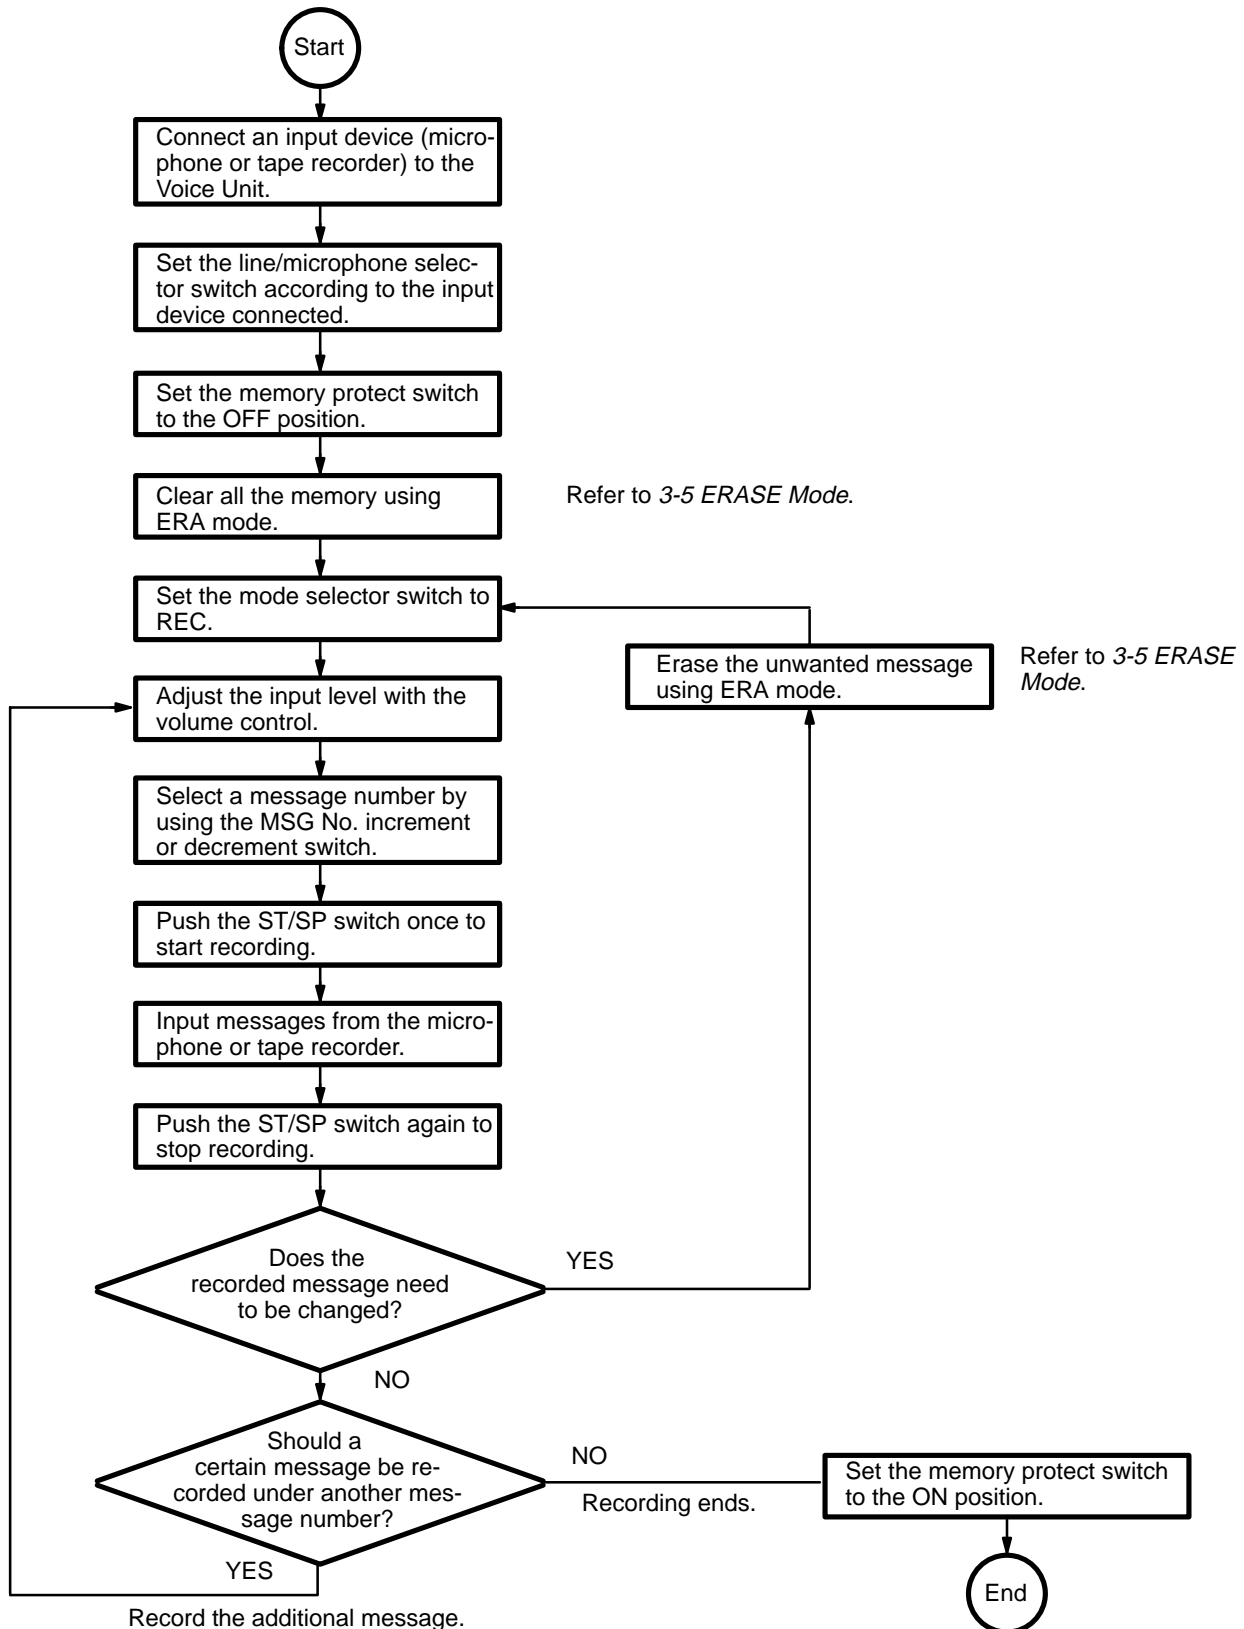 Start
Connect an input device (micro-
phone or tape recorder) to the
Voice Unit.
Set the line/microphone selec-
tor switch according to the input
device connected.
Set the memory protect switch
to the OFF position.
Clear all the memory using
ERA mode.
Refer to 3-5 ERASE Mode.
Set the mode selector switch to
REC.
Erase the unwanted message
using ERA mode.
Refer to 3-5 ERASE
Mode.
Adjust the input level with the
volume control.
Select a message number by
using the MSG No. increment
or decrement switch.
Push the ST/SP switch once to
start recording.
Input messages from the micro-
phone or tape recorder.
Push the ST/SP switch again to
stop recording.
Does the
recorded message need
to be changed?
YES
NO
Should a
certain message be re-
corded under another mes-
sage number?
NO
Recording ends.
Set the memory protect switch
to the ON position.
YES
End
Record the additional message.